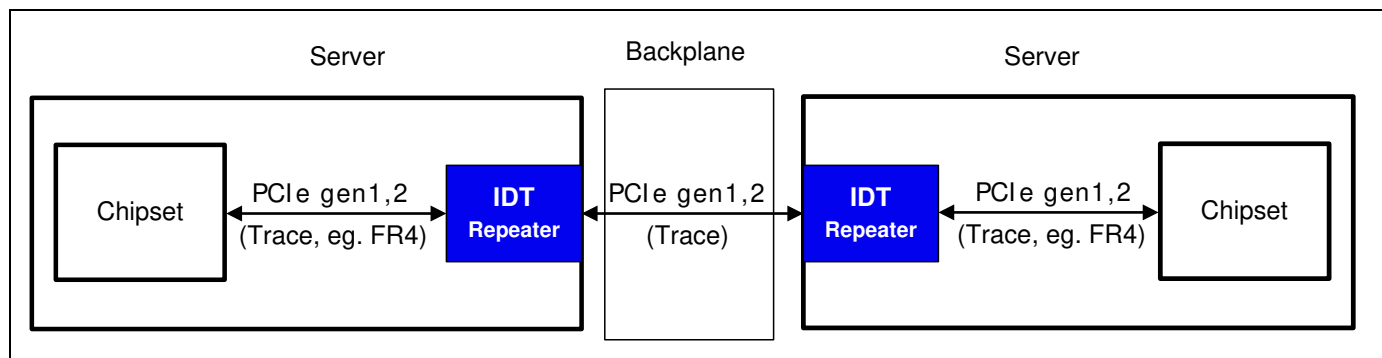 Server
Backplane
Server
Chipset
PCIe gen1,2
(Trace, eg. FR4)
IDT
Repeater
PCIe gen1,2
(Trace)
IDT
Repeater
PCIe gen1,2
(Trace, eg. FR4)
Chipset